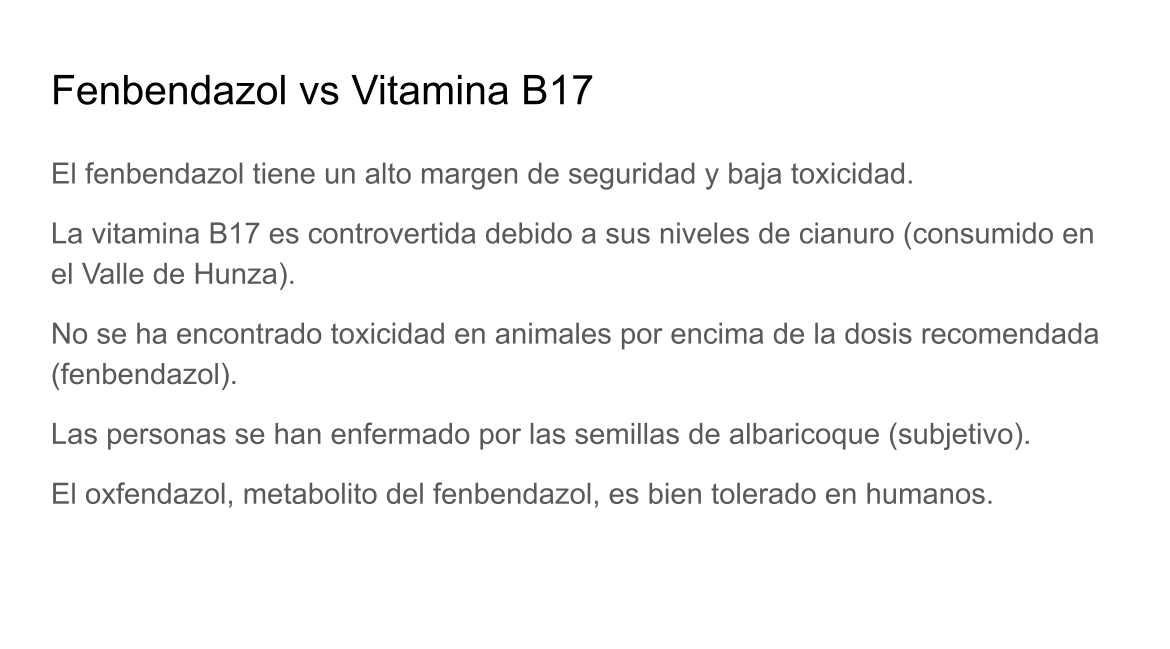 Fenbendazol vs Vitamina B17
El fenbendazol tiene un alto margen de seguridad y baja toxicidad.
La vitamina B17 es controvertida debido a sus niveles de cianuro (consumido en
el Valle de Hunza).
No se ha encontrado toxicidad en animales por encima de la dosis recomendada
(fenbendazol).
Las personas se han enfermado por las semillas de albaricoque (subjetivo).
El oxfendazol, metabolito del fenbendazol, es bien tolerado en humanos.